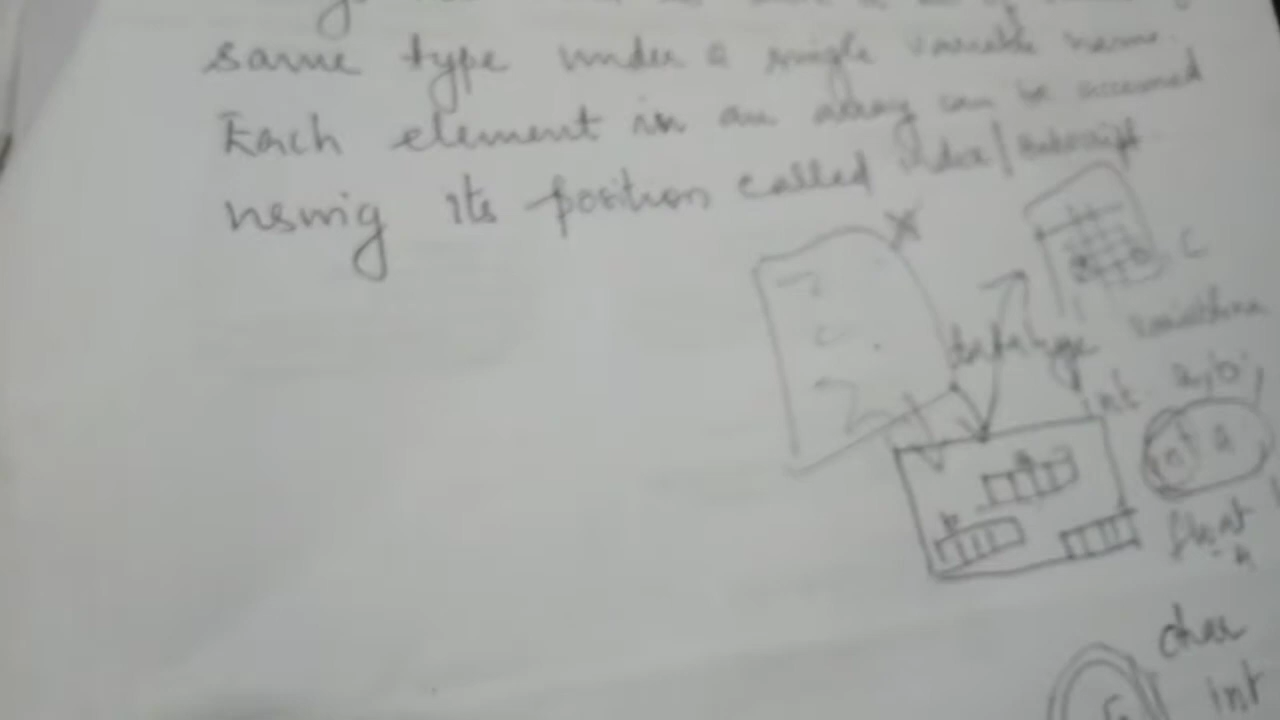 same type under a single variable name.
Each element in an array can be accessed
using its position called index/subscript
C
int a,b;
int a
float
char
int